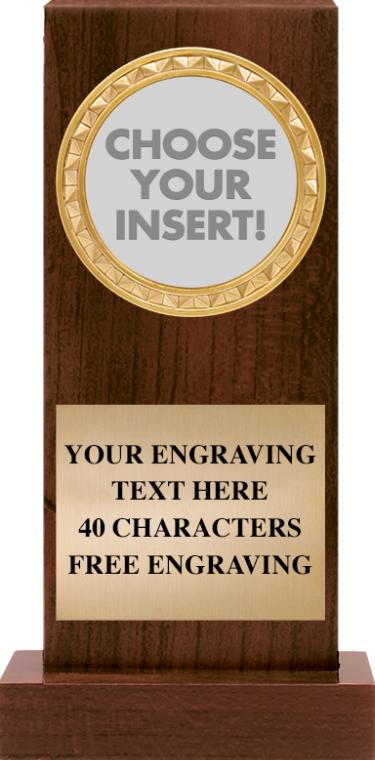 CHOOSE
YOUR
INSERT!
YOUR ENGRAVING
TEXT HERE
40 CHARACTERS
FREE ENGRAVING